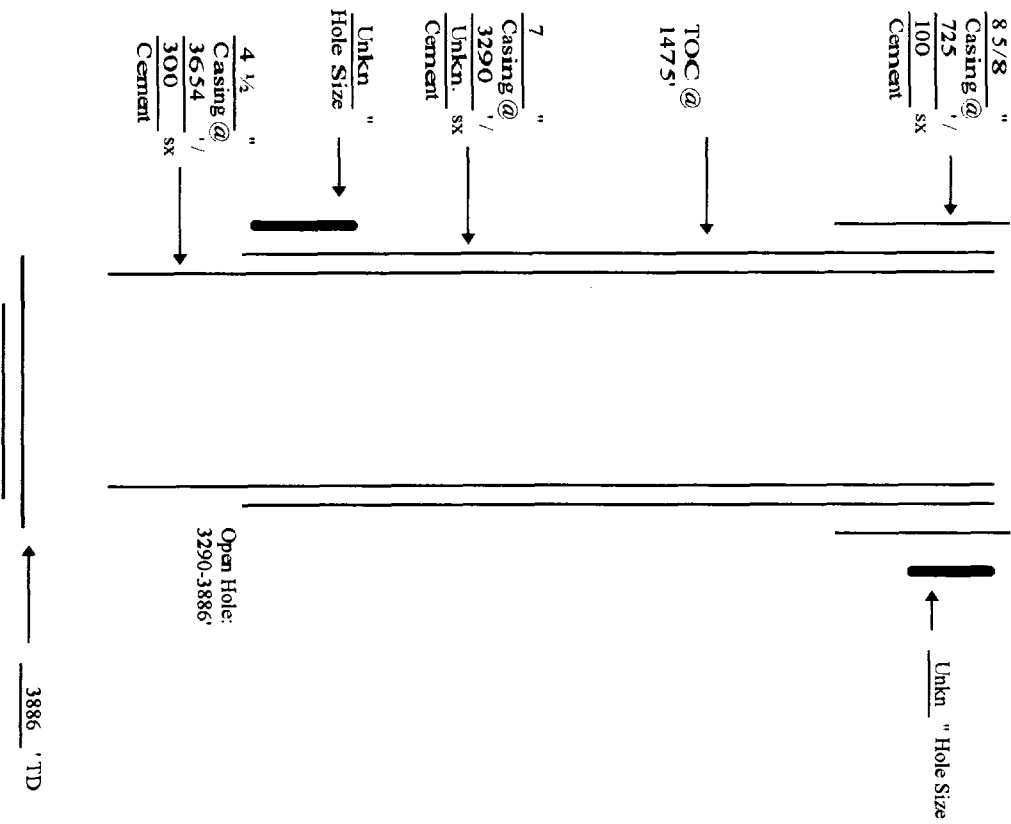 8 5/8 "
Casing @
725 '/
100 sx
Cement
Unkn " Hole Size
TOC @
1475'
7 "
Casing @
3290 '/
Unkn. sx
Cement
Unkn "
Hole Size
4 ½ "
Casing @
3654 '/
300 sx
Cement
Open Hole:
3290-3886'
3886 ' TD